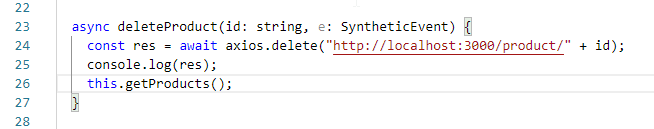 22
23 async deleteProduct(id: string, e: SyntheticEvent) {
24 const res = await axios.delete("http://localhost:3000/product/" + id);
25 console.log(res);
26 this.getProducts();
27 }
28